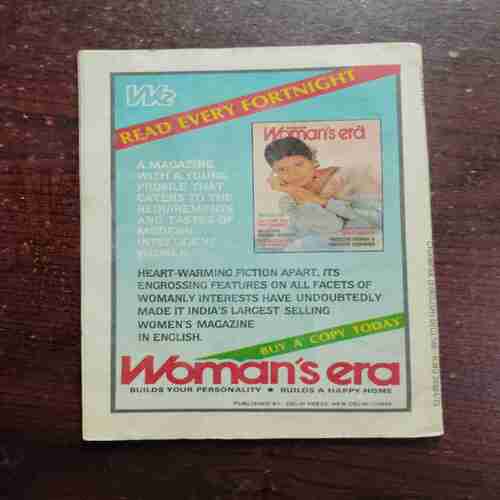 WE
READ EVERY FORTNIGHT
Woman's era
A MAGAZINE
WITH A YOUNG
PROFILE THAT
CATERS TO THE
REQUIREMENTS
AND TASTES OF
MODERN
INTELLIGENT
WOMEN.
HEART-WARMING FICTION APART, ITS
ENGROSSING FEATURES ON ALL FACETS OF
WOMANLY INTERESTS HAVE UNDOUBTEDLY
MADE IT INDIA'S LARGEST SELLING
WOMEN'S MAGAZINE
IN ENGLISH.
BUY A COPY TODAY
Woman's era
BUILDS YOUR PERSONALITY ★ BUILDS A HAPPY HOME
PUBLISHED BY: DELHI PRESS, NEW DELHI-110055